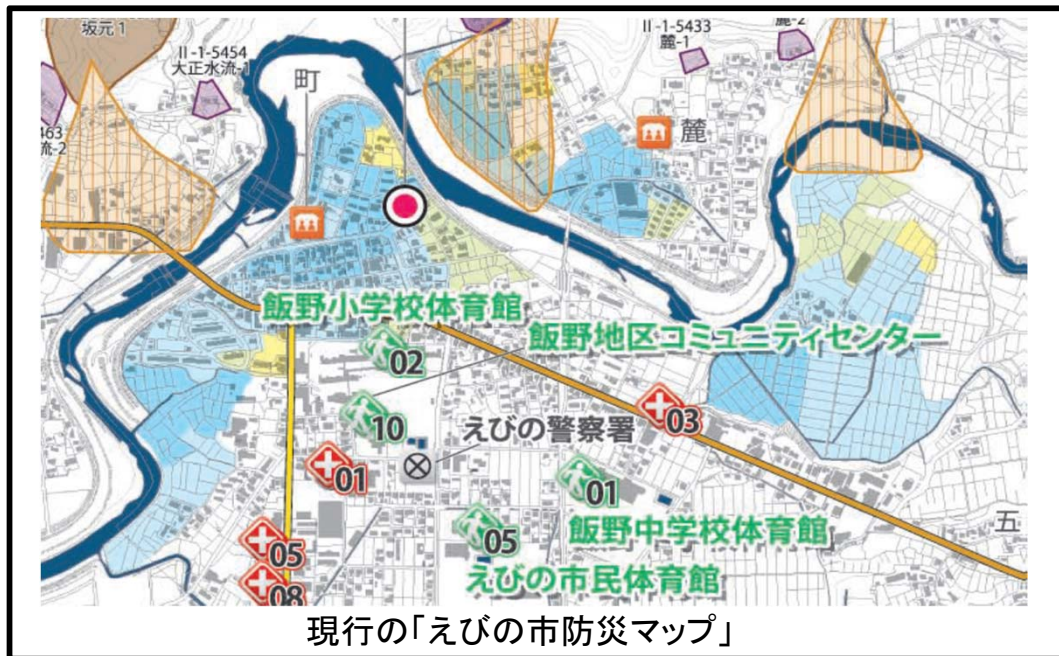 坂元1
II-1-5454
大正水流-1
II-1-5433
麓-1
麓-2
町
麓
463
流-2
飯野小学校体育館
02
飯野地区コミュニティセンター
10
えびの警察署
03
01
01
飯野中学校体育館
05
05
えびの市民体育館
08
五
現行の「えびの市防災マップ」